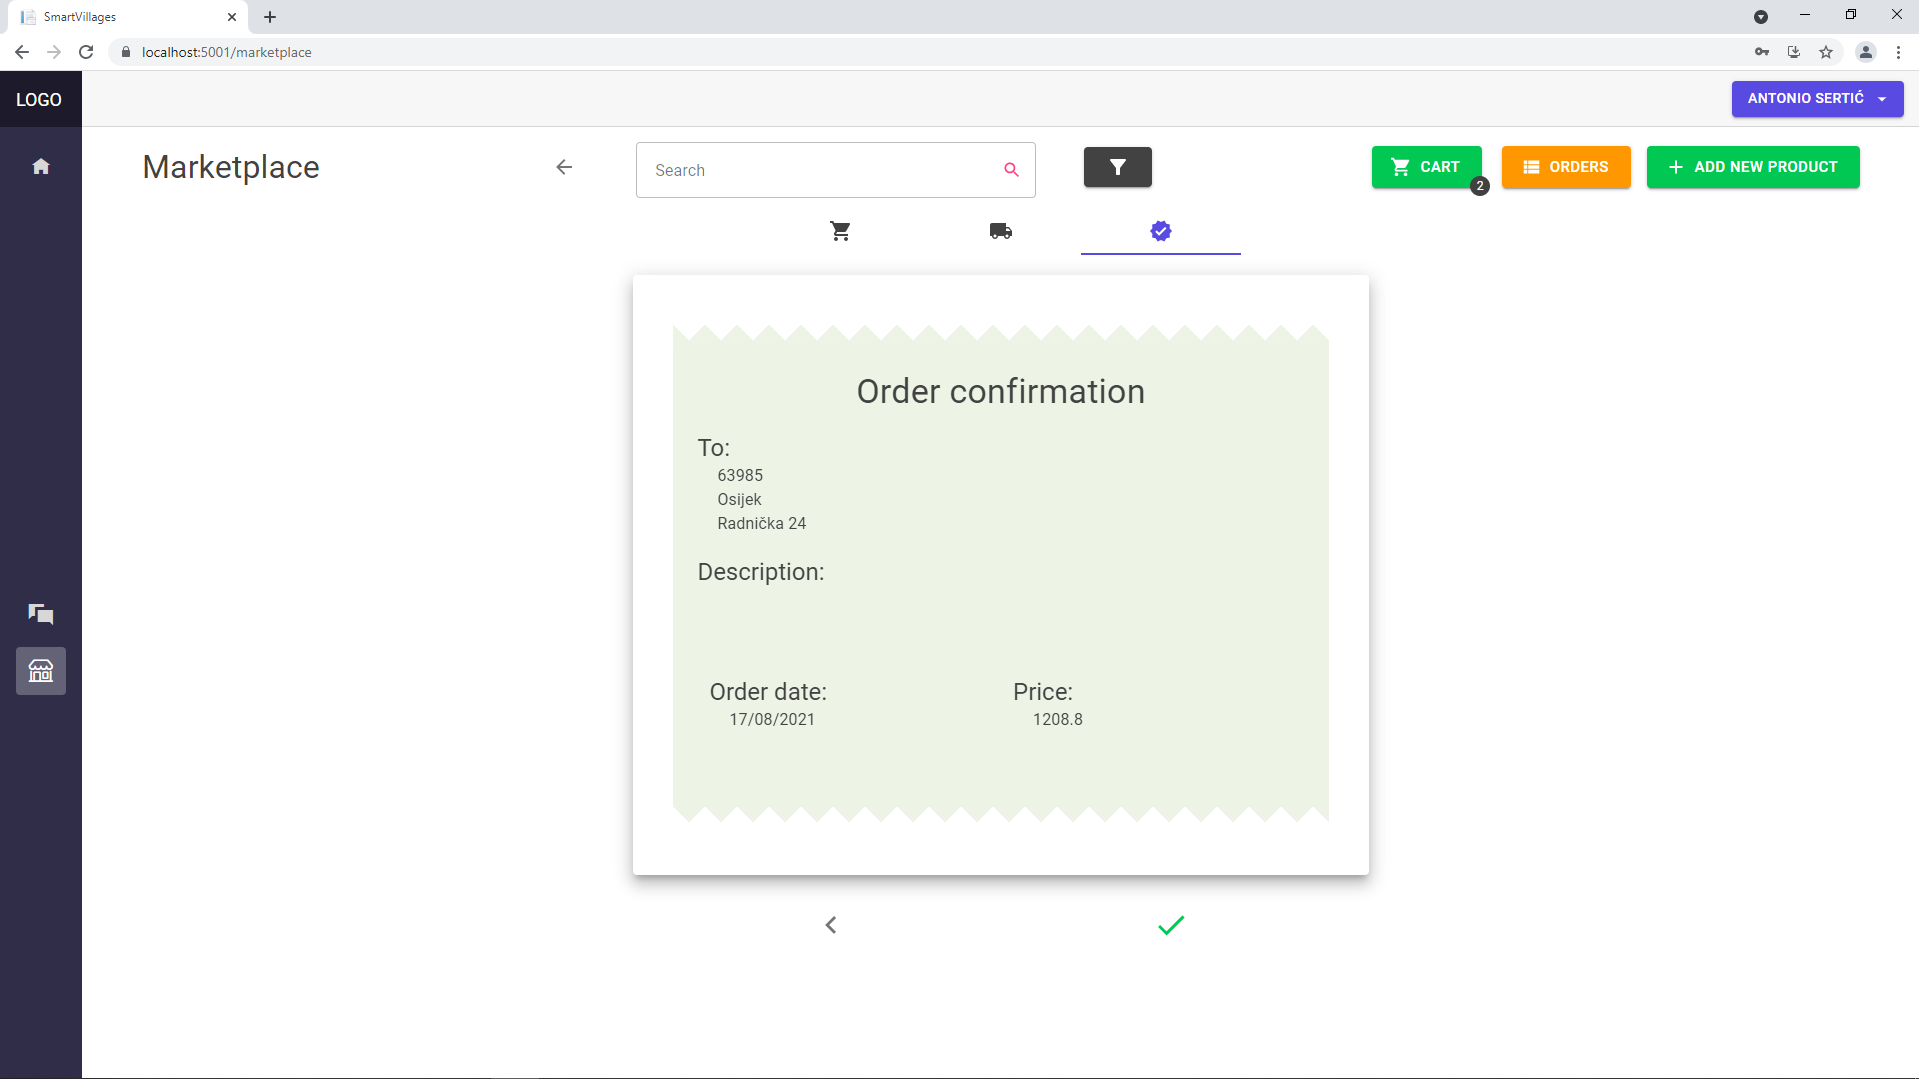 SmartVillages
localhost:5001/marketplace
LOGO
ANTONIO SERTIĆ
Marketplace
Search
CART
2
ORDERS
ADD NEW PRODUCT
Order confirmation
To:
63985
Osijek
Radnička 24
Description:
Order date:
17/08/2021
Price:
1208.8